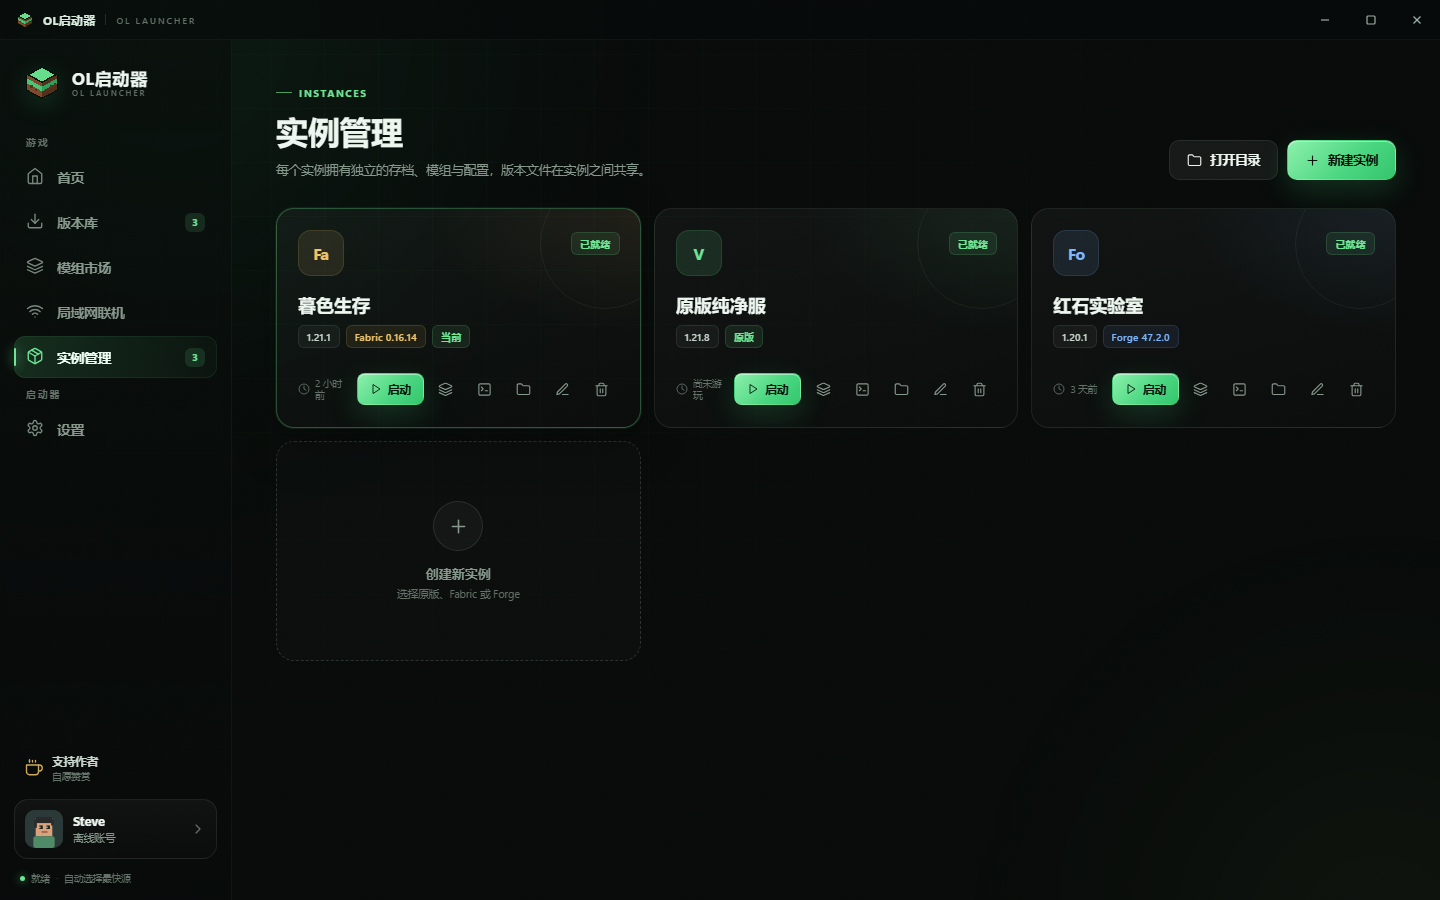 OL启动器 OL LAUNCHER
OL启动器
OL LAUNCHER
游戏
首页
版本库 3
模组市场
局域网联机
实例管理 3
启动器
设置
支持作者
自愿赞赏
Steve
离线账号
就绪 · 自动选择最快源
INSTANCES
实例管理
每个实例拥有独立的存档、模组与配置，版本文件在实例之间共享。
打开目录
新建实例
Fa
已就绪
暮色生存
1.21.1 Fabric 0.16.14 当前
2 小时
前
启动
V
已就绪
原版纯净服
1.21.8 原版
尚未游
玩
启动
Fo
已就绪
红石实验室
1.20.1 Forge 47.2.0
3 天前
启动
创建新实例
选择原版、Fabric 或 Forge